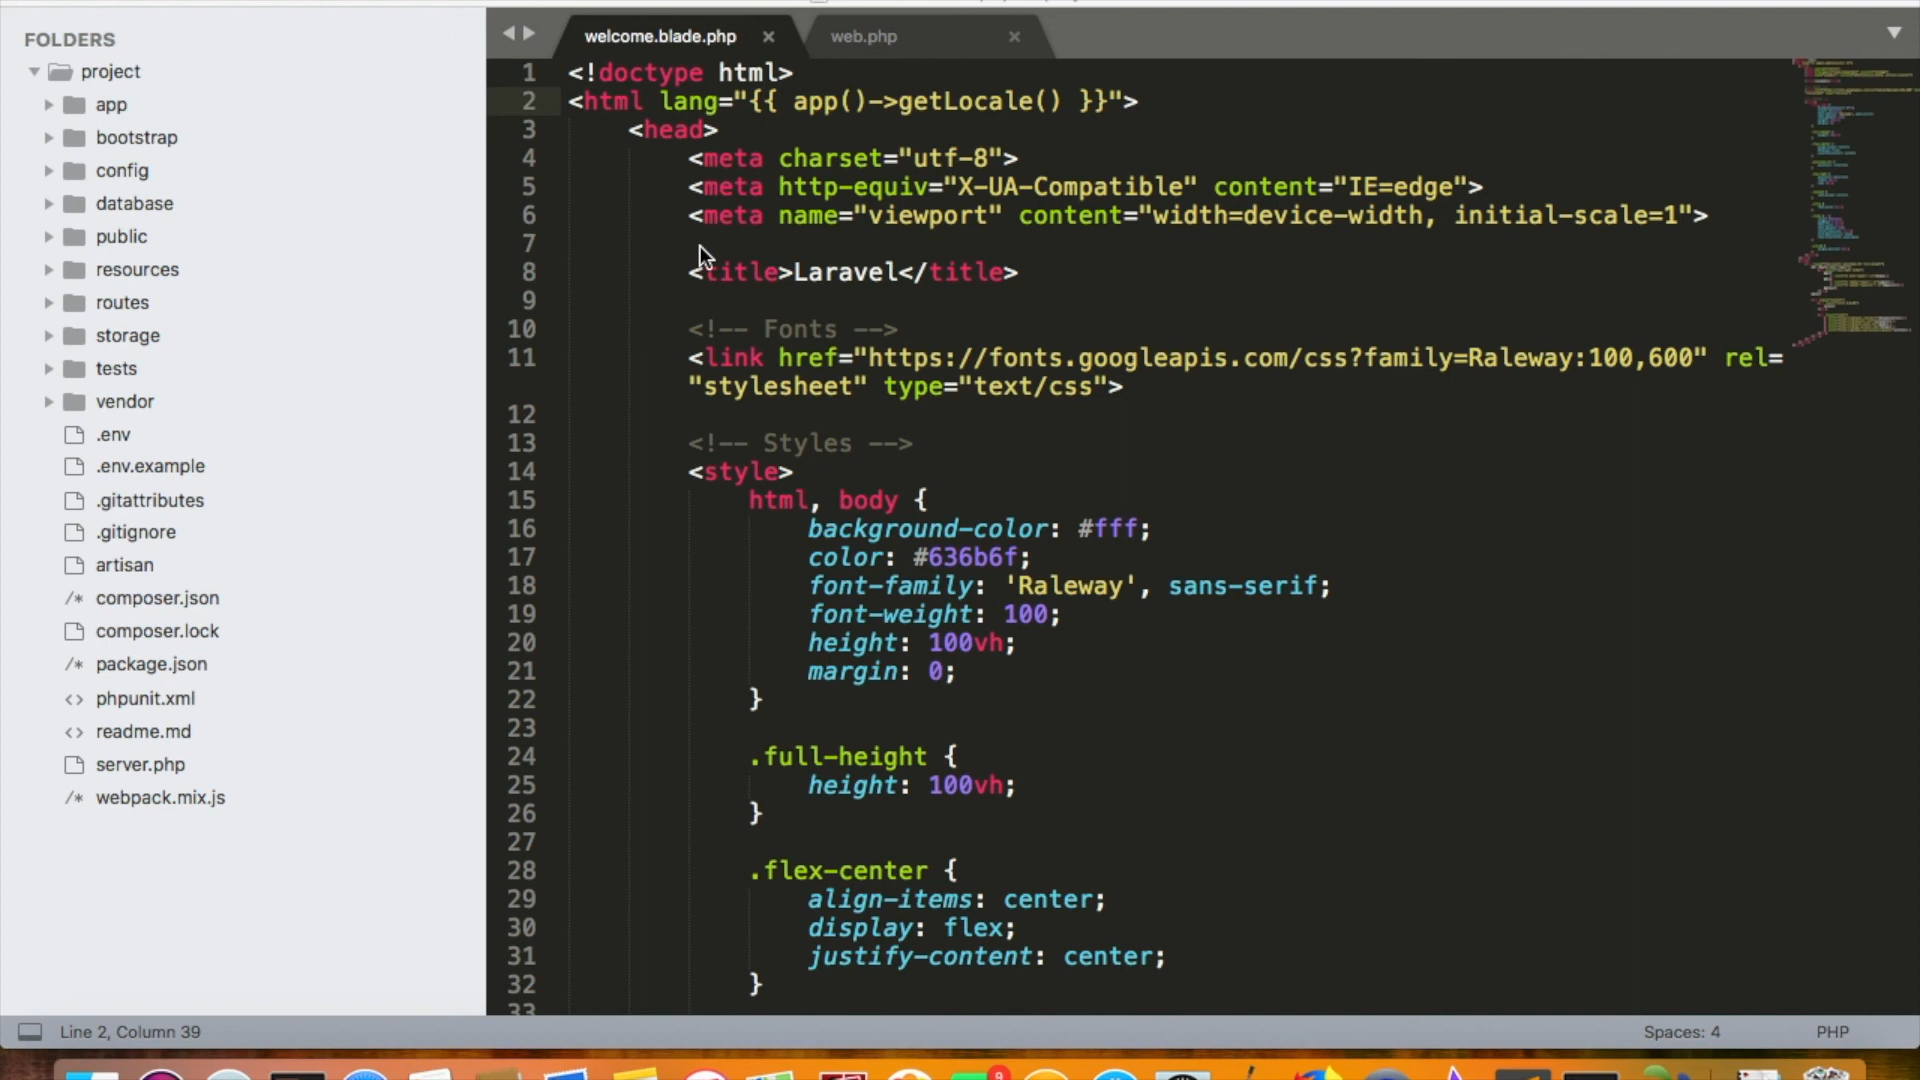 FOLDERS
project
app
bootstrap
config
database
public
resources
routes
storage
tests
vendor
.env
.env.example
.gitattributes
.gitignore
artisan
/* composer.json
composer.lock
/* package.json
<> phpunit.xml
<> readme.md
server.php
/* webpack.mix.js
welcome.blade.php ×
web.php ×
1 <!doctype html>
2 <html lang="{{ app()->getLocale() }}">
3 <head>
4 <meta charset="utf-8">
5 <meta http-equiv="X-UA-Compatible" content="IE=edge">
6 <meta name="viewport" content="width=device-width, initial-scale=1">
7
8 <title>Laravel</title>
9
10 <!-- Fonts -->
11 <link href="https://fonts.googleapis.com/css?family=Raleway:100,600" rel=
"stylesheet" type="text/css">
12
13 <!-- Styles -->
14 <style>
15 html, body {
16 background-color: #fff;
17 color: #636b6f;
18 font-family: 'Raleway', sans-serif;
19 font-weight: 100;
20 height: 100vh;
21 margin: 0;
22 }
23
24 .full-height {
25 height: 100vh;
26 }
27
28 .flex-center {
29 align-items: center;
30 display: flex;
31 justify-content: center;
32 }
33
Line 2, Column 39
Spaces: 4
PHP
9